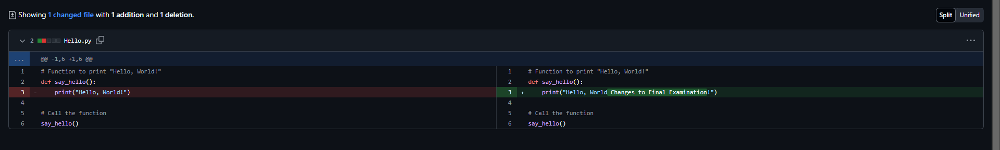 Showing 1 changed file with 1 addition and 1 deletion.
Split Unified
2 Hello.py
... @@ -1,6 +1,6 @@
1 # Function to print "Hello, World!"
2 def say_hello():
3 - print("Hello, World!")
4
5 # Call the function
6 say_hello()
1 # Function to print "Hello, World!"
2 def say_hello():
3 + print("Hello, World Changes to Final Examination!")
4
5 # Call the function
6 say_hello()